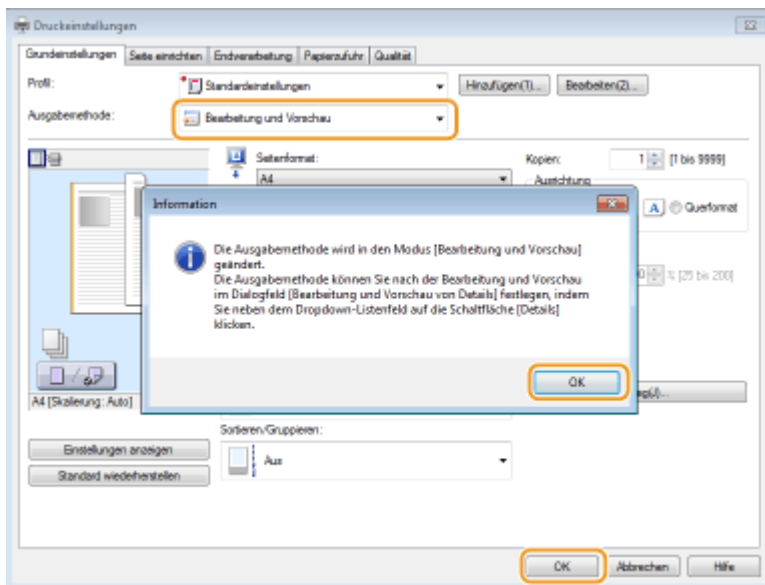 Druckeinstellungen
Grundeinstellungen Seite einrichten Endverarbeitung Papierzufuhr Qualität
Profil: Standardeinstellungen Hinzufügen(1)... Bearbeiten(2)...
Ausgabemethode: Bearbeitung und Vorschau
Seitenformat: Kopien: 1 [1 bis 9999]
A4 Ausrichtung
A Querformat
Information
Die Ausgabemethode wird in den Modus [Bearbeitung und Vorschau]
geändert.
Die Ausgabemethode können Sie nach der Bearbeitung und Vorschau
im Dialogfeld [Bearbeitung und Vorschau von Details] festlegen, indem
Sie neben dem Dropdown-Listenfeld auf die Schaltfläche [Details]
klicken.
OK
% [25 bis 200]
A4 [Skalierung: Auto]
Sortieren/Gruppieren:
Einstellungen anzeigen
Aus
Standard wiederherstellen
OK Abbrechen Hilfe